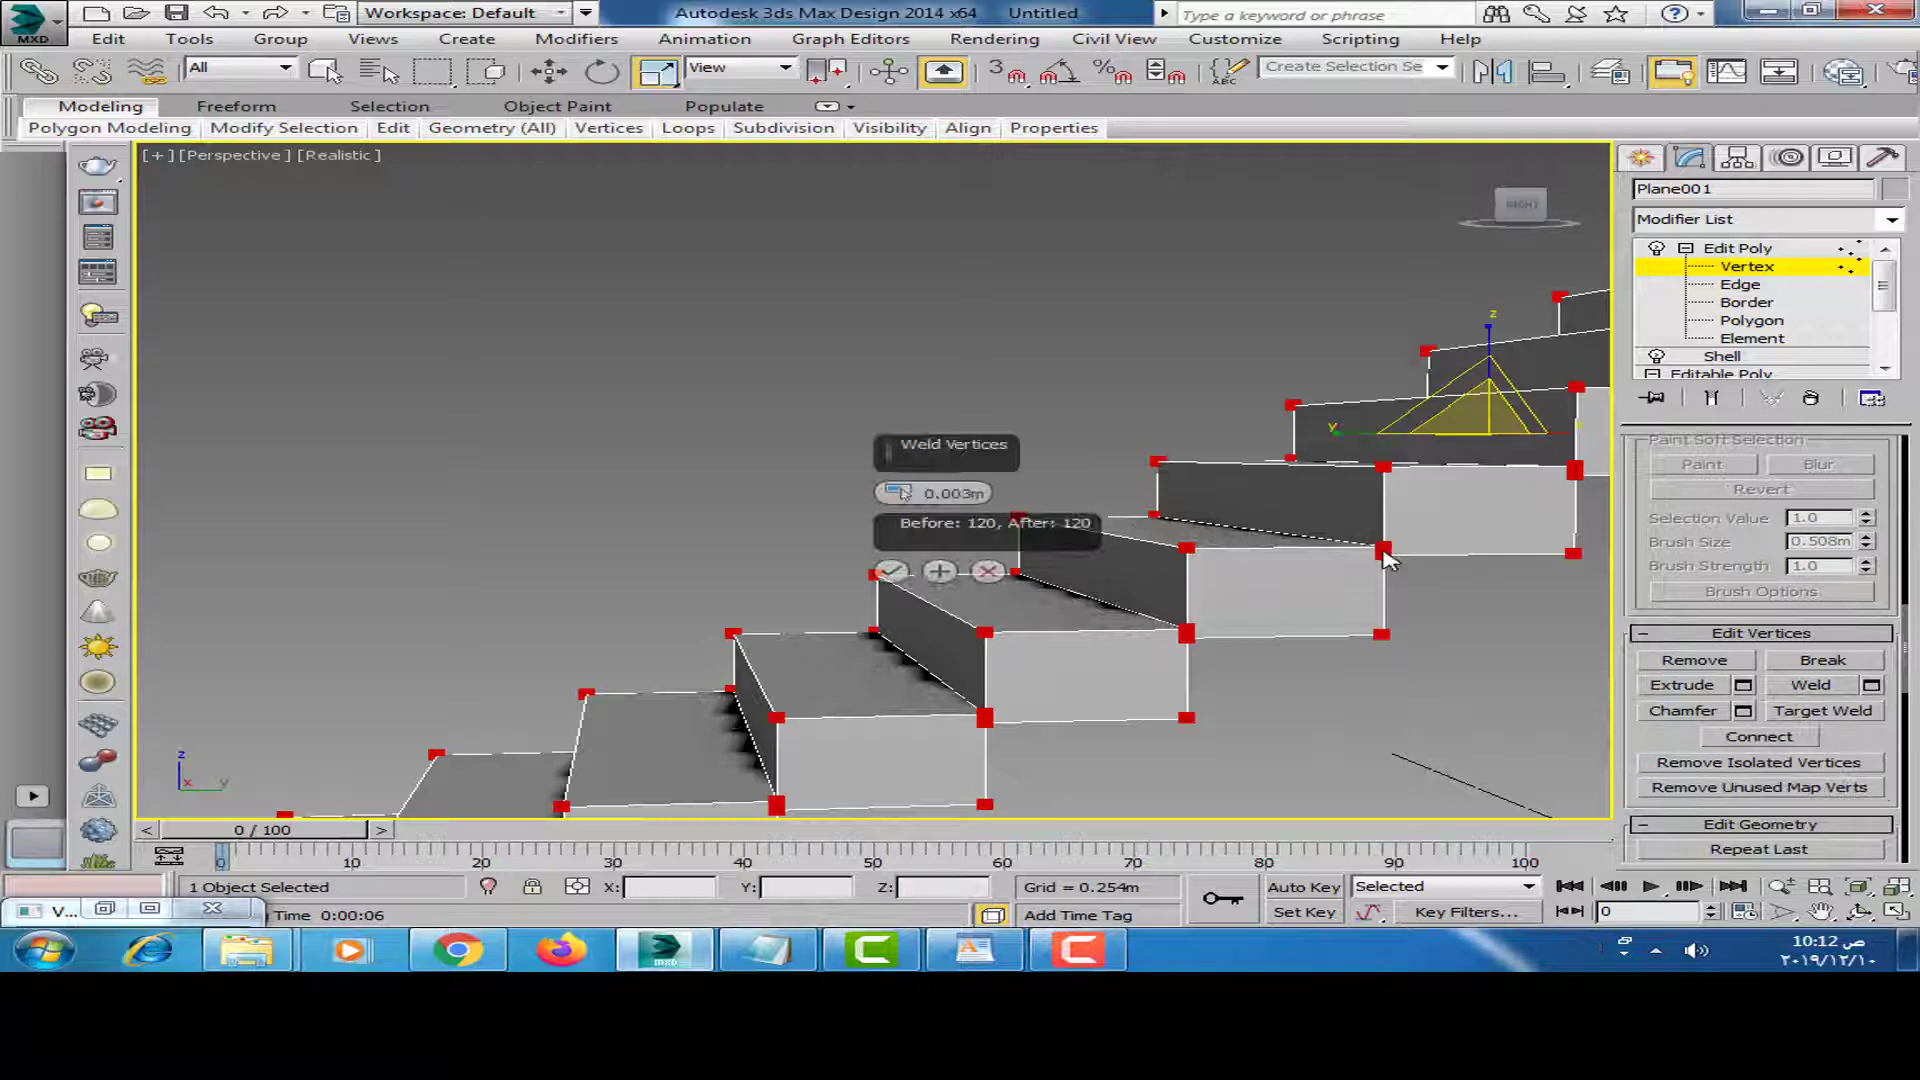 MXD
Workspace: Default
Autodesk 3ds Max Design 2014 x64
Untitled
Type a keyword or phrase
Edit
Tools
Group
Views
Create
Modifiers
Animation
Graph Editors
Rendering
Civil View
Customize
Scripting
Help
All
View
3
Create Selection Se
Modeling
Freeform
Selection
Object Paint
Populate
Polygon Modeling
Modify Selection
Edit
Geometry (All)
Vertices
Loops
Subdivision
Visibility
Align
Properties
[+] [Perspective] [Realistic]
RIGHT
z
y
Weld Vertices
0.003m
Before: 120, After: 120
z
x
y
Plane001
Modifier List
Edit Poly
Vertex
Edge
Border
Polygon
Element
Shell
Editable Poly
Paint Soft Selection
Paint
Blur
Revert
Selection Value 1.0
Brush Size 0.508m
Brush Strength 1.0
Brush Options
Edit Vertices
Remove
Break
Extrude
Weld
Chamfer
Target Weld
Connect
Remove Isolated Vertices
Remove Unused Map Verts
Edit Geometry
Repeat Last
< 0 / 100 >
0 10 20 30 40 50 60 70 80 90 100
1 Object Selected
X:
Y:
Z:
Grid = 0.254m
Auto Key
Selected
V...
Time 0:00:06
Add Time Tag
Set Key
Key Filters...
0
10:12 ص
٢٠١٩/١٢/١٠